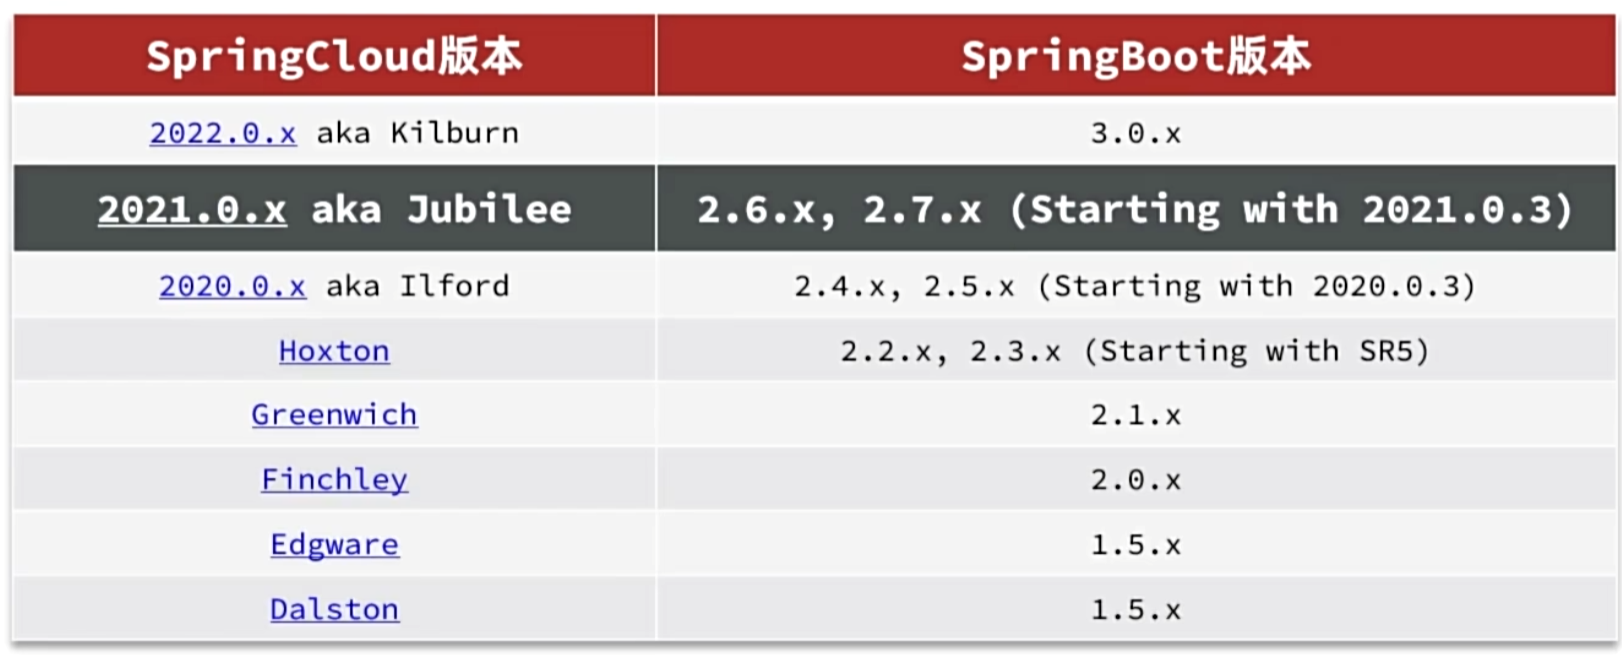 SpringCloud版本 SpringBoot版本
2022.0.x aka Kilburn 3.0.x
2021.0.x aka Jubilee 2.6.x, 2.7.x (Starting with 2021.0.3)
2020.0.x aka Ilford 2.4.x, 2.5.x (Starting with 2020.0.3)
Hoxton 2.2.x, 2.3.x (Starting with SR5)
Greenwich 2.1.x
Finchley 2.0.x
Edgware 1.5.x
Dalston 1.5.x